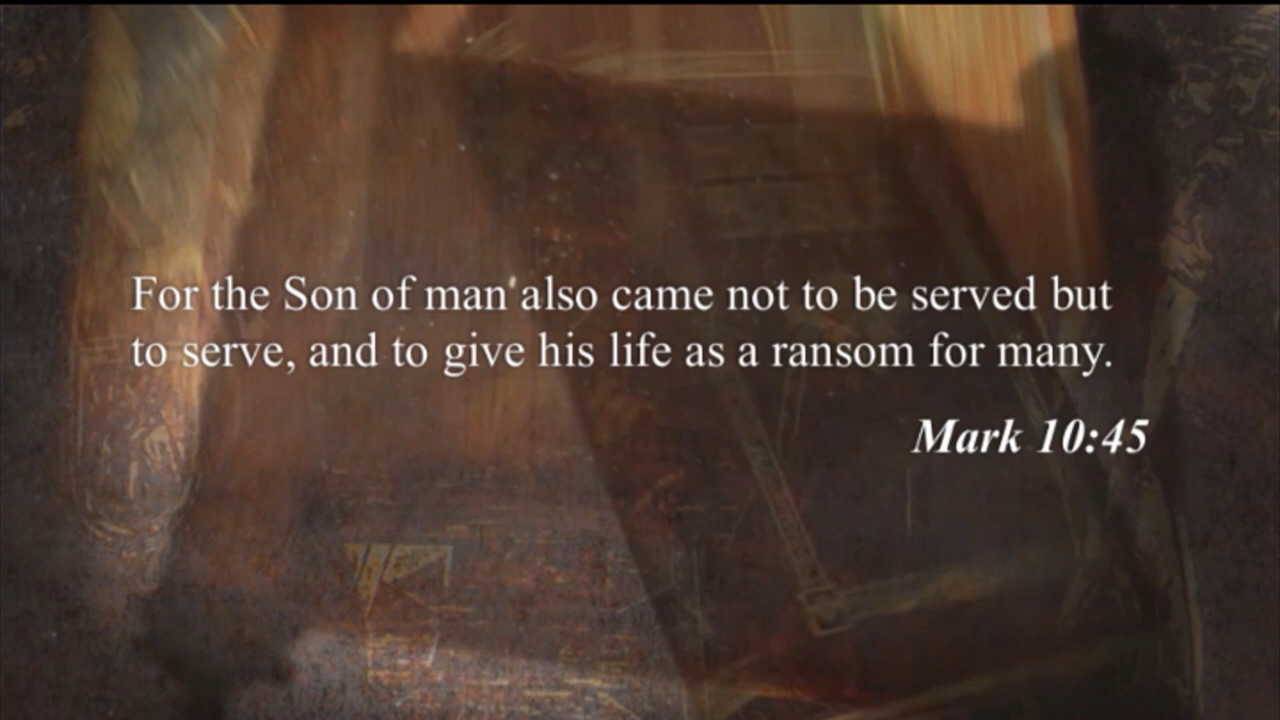 For the Son of man also came not to be served but
to serve, and to give his life as a ransom for many.
Mark 10:45